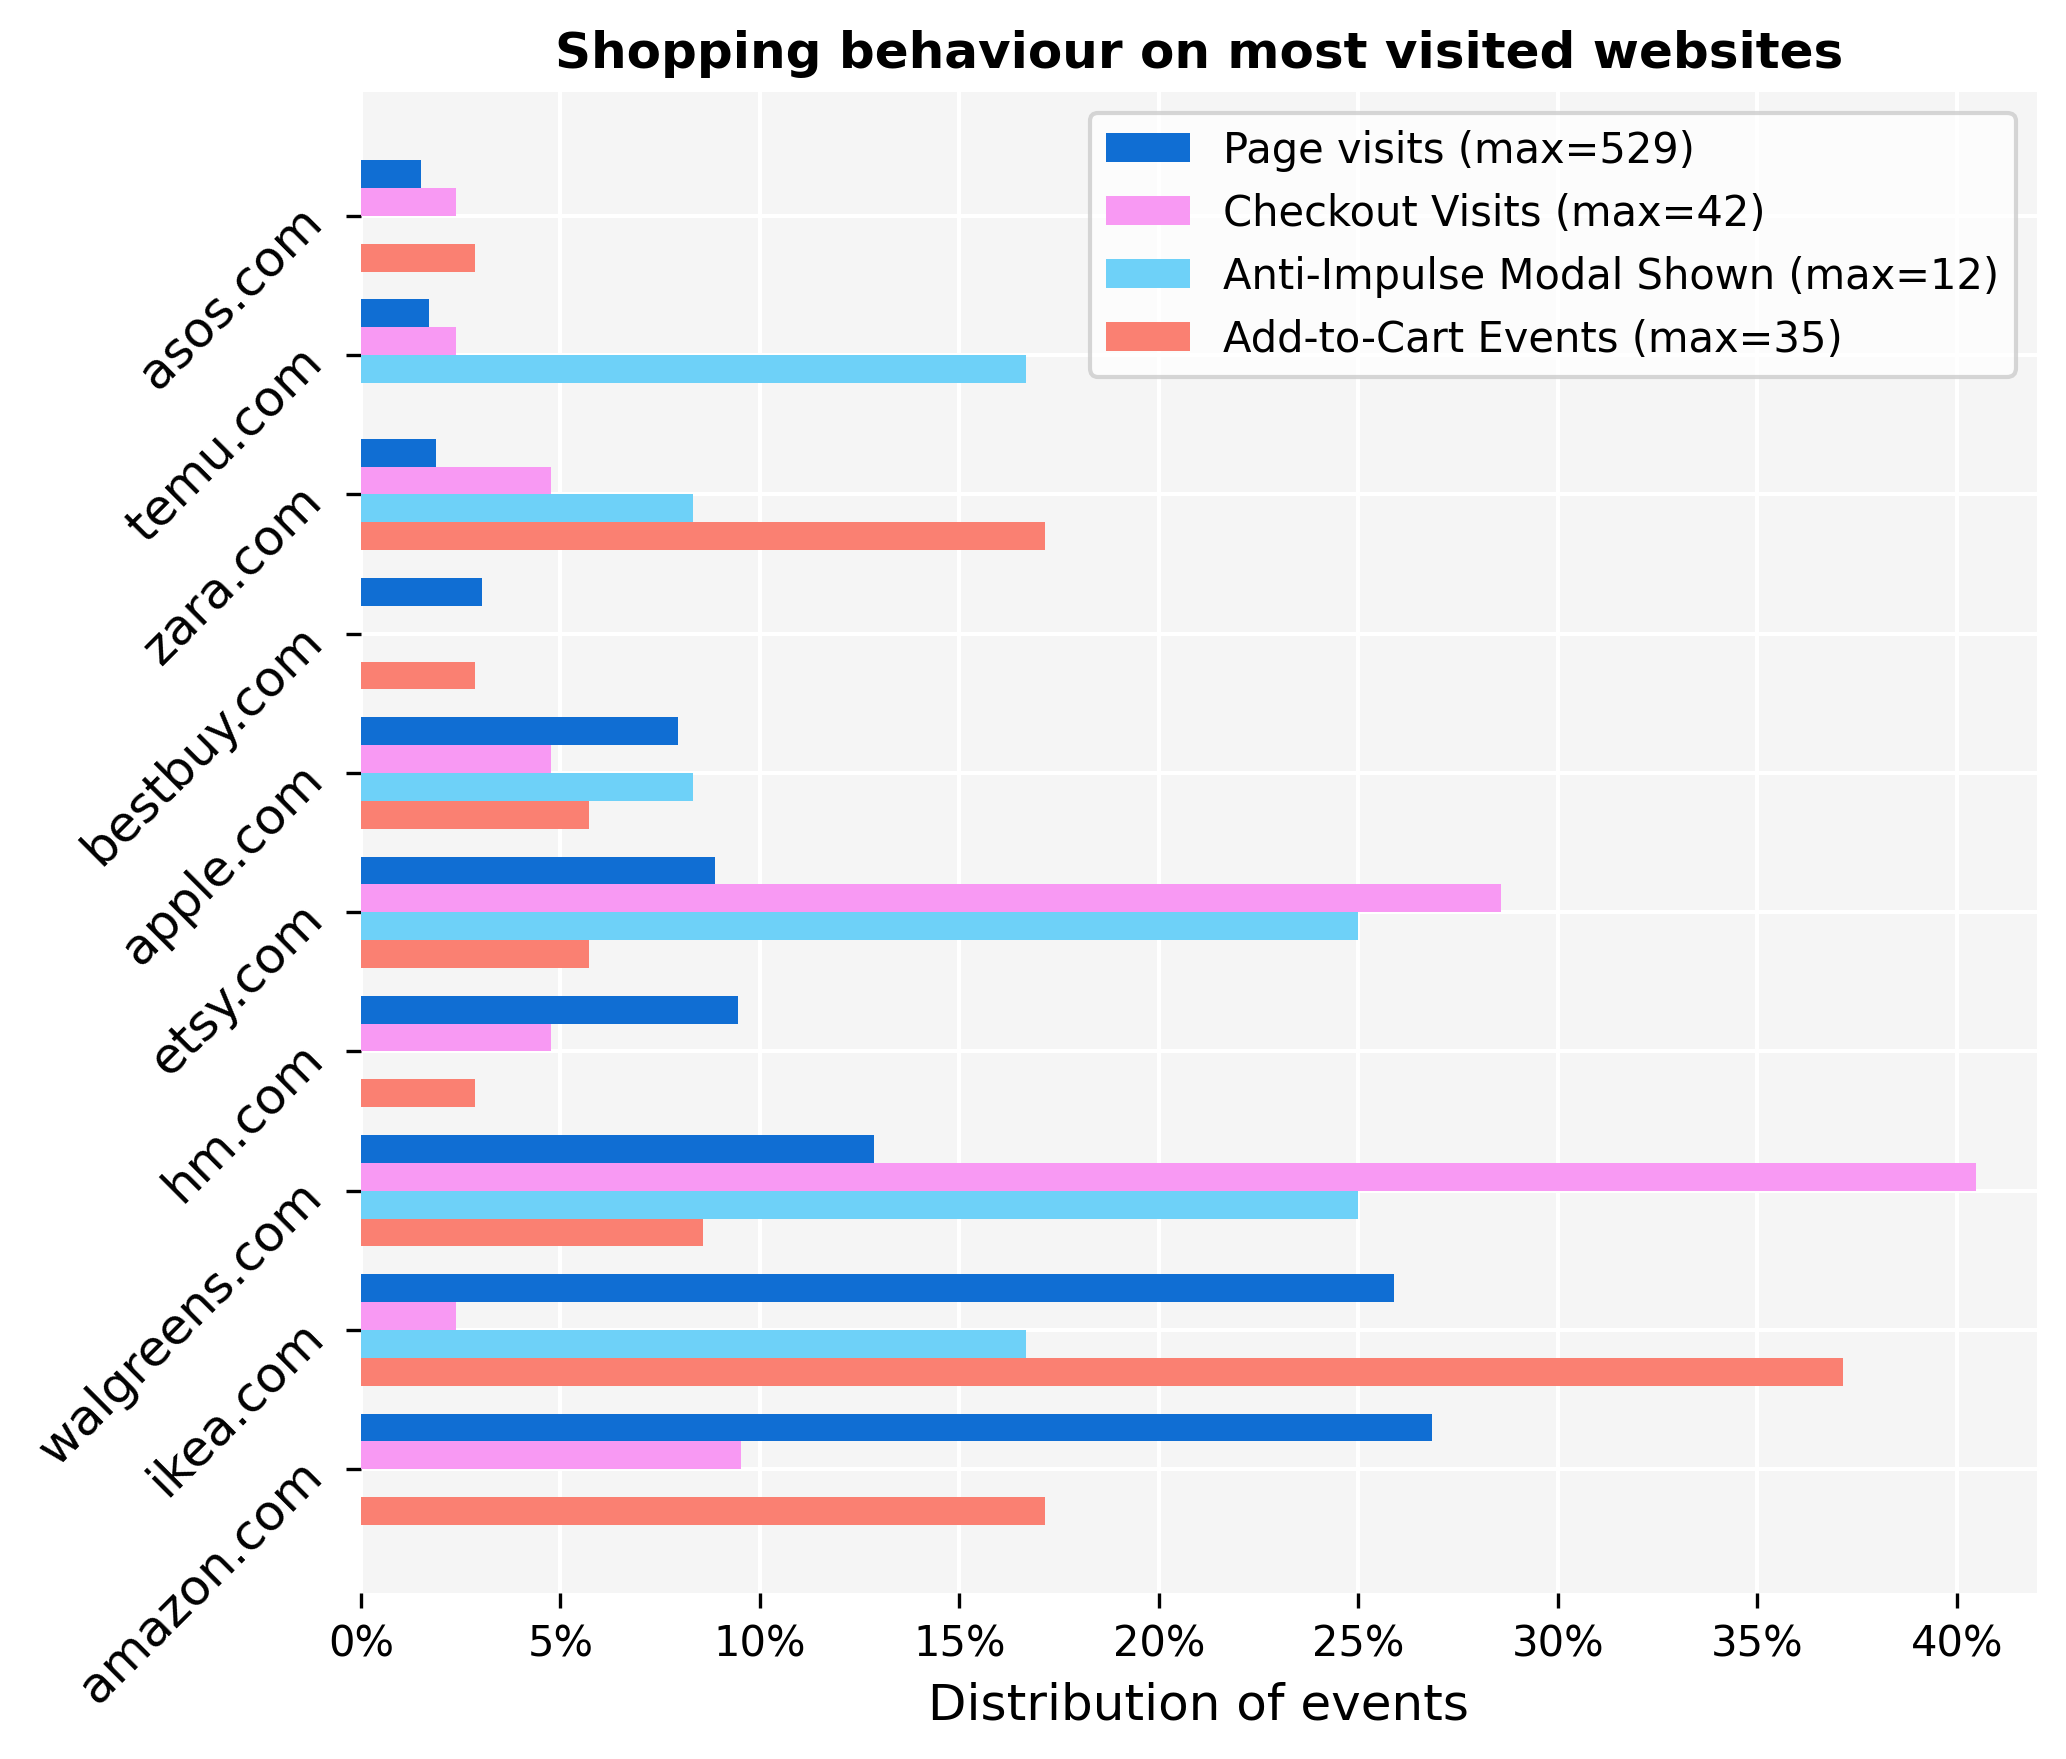 Shopping behaviour on most visited websites
Page visits (max=529)
Checkout Visits (max=42)
Anti-Impulse Modal Shown (max=12)
Add-to-Cart Events (max=35)
asos.com
temu.com
zara.com
bestbuy.com
apple.com
etsy.com
hm.com
walgreens.com
ikea.com
amazon.com
0% 5% 10% 15% 20% 25% 30% 35% 40%
Distribution of events